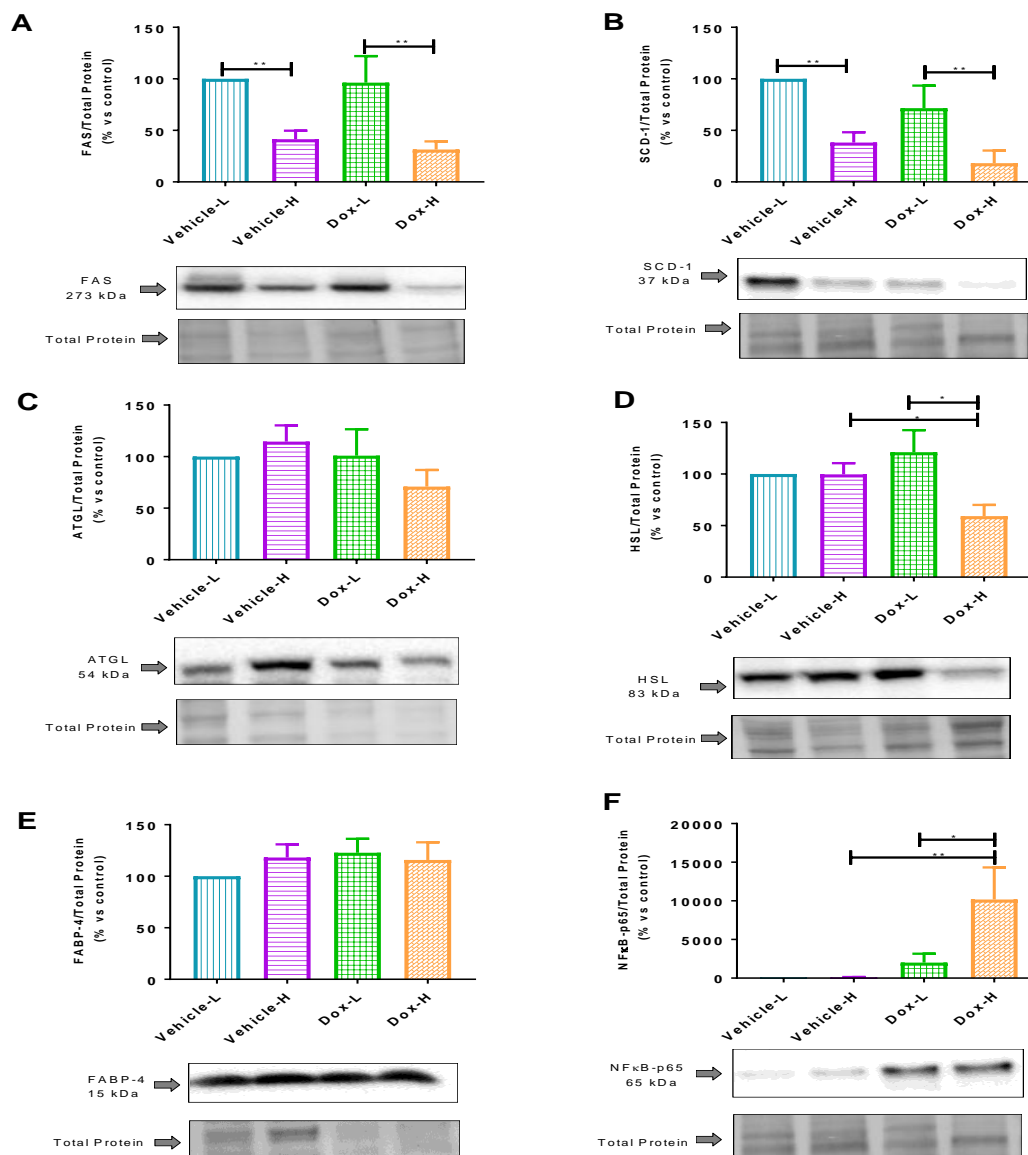 A
FAS/Total Protein
(% vs control)
150
100
50
0
**
**
Vehicle-L
Vehicle-H
Dox-L
Dox-H
FAS
273 kDa
Total Protein
B
SCD-1/Total Protein
(% vs control)
150
100
50
0
**
**
Vehicle-L
Vehicle-H
Dox-L
Dox-H
SCD-1
37 kDa
Total Protein
C
ATGL/Total Protein
(% vs control)
150
100
50
0
Vehicle-L
Vehicle-H
Dox-L
Dox-H
ATGL
54 kDa
Total Protein
D
HSL/Total Protein
(% vs control)
150
100
50
0
*
*
Vehicle-L
Vehicle-H
Dox-L
Dox-H
HSL
83 kDa
Total Protein
E
FABP-4/Total Protein
(% vs control)
150
100
50
0
Vehicle-L
Vehicle-H
Dox-L
Dox-H
FABP-4
15 kDa
Total Protein
F
NFκB-p65/Total Protein
(% vs control)
20000
15000
10000
5000
0
*
**
Vehicle-L
Vehicle-H
Dox-L
Dox-H
NFκB-p65
65 kDa
Total Protein